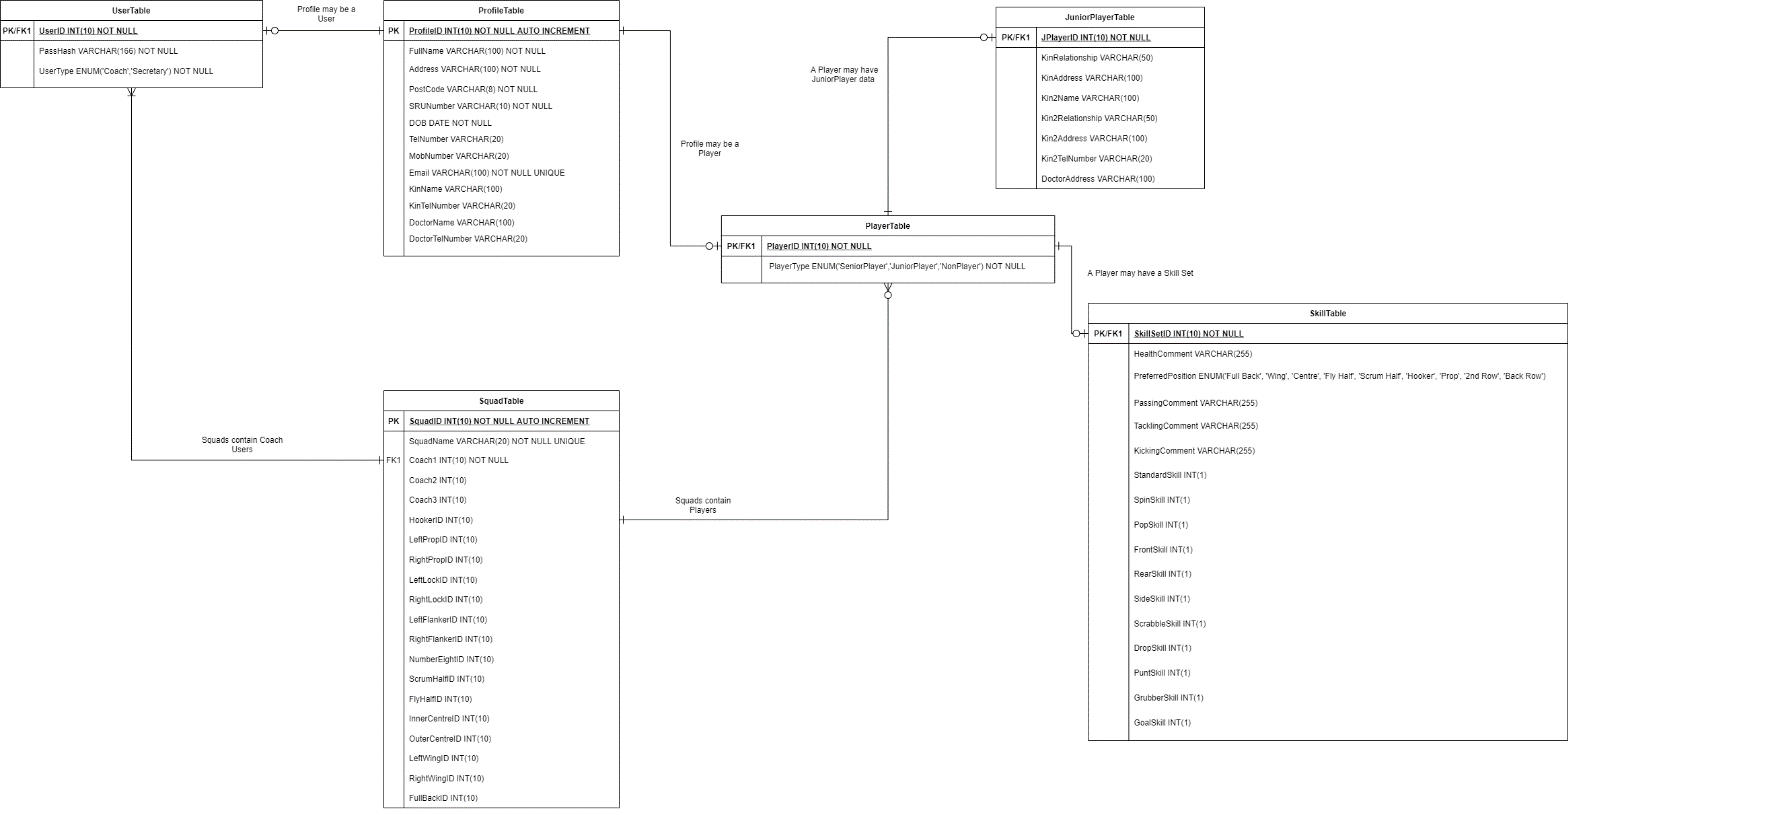 UserTable
PK/FK1 UserID INT(10) NOT NULL
PassHash VARCHAR(166) NOT NULL
UserType ENUM('Coach','Secretary') NOT NULL
Profile may be a
User
ProfileTable
PK ProfileID INT(10) NOT NULL AUTO INCREMENT
FullName VARCHAR(100) NOT NULL
Address VARCHAR(100) NOT NULL
PostCode VARCHAR(8) NOT NULL
SRUNumber VARCHAR(10) NOT NULL
DOB DATE NOT NULL
TelNumber VARCHAR(20)
MobNumber VARCHAR(20)
Email VARCHAR(100) NOT NULL UNIQUE
KinName VARCHAR(100)
KinTelNumber VARCHAR(20)
DoctorName VARCHAR(100)
DoctorTelNumber VARCHAR(20)
Profile may be a
Player
A Player may have
JuniorPlayer data
JuniorPlayerTable
PK/FK1 JPlayerID INT(10) NOT NULL
KinRelationship VARCHAR(50)
KinAddress VARCHAR(100)
Kin2Name VARCHAR(100)
Kin2Relationship VARCHAR(50)
Kin2Address VARCHAR(100)
Kin2TelNumber VARCHAR(20)
DoctorAddress VARCHAR(100)
PlayerTable
PK/FK1 PlayerID INT(10) NOT NULL
PlayerType ENUM('SeniorPlayer','JuniorPlayer','NonPlayer') NOT NULL
A Player may have a Skill Set
SkillTable
PK/FK1 SkillSetID INT(10) NOT NULL
HealthComment VARCHAR(255)
PreferredPosition ENUM('Full Back', 'Wing', 'Centre', 'Fly Half', 'Scrum Half', 'Hooker', 'Prop', '2nd Row', 'Back Row')
PassingComment VARCHAR(255)
TacklingComment VARCHAR(255)
KickingComment VARCHAR(255)
StandardSkill INT(1)
SpinSkill INT(1)
PopSkill INT(1)
FrontSkill INT(1)
RearSkill INT(1)
SideSkill INT(1)
ScrabbleSkill INT(1)
DropSkill INT(1)
PuntSkill INT(1)
GrubberSkill INT(1)
GoalSkill INT(1)
Squads contain Coach
Users
SquadTable
PK SquadID INT(10) NOT NULL AUTO INCREMENT
SquadName VARCHAR(20) NOT NULL UNIQUE
FK1 Coach1 INT(10) NOT NULL
Coach2 INT(10)
Coach3 INT(10)
HookerID INT(10)
LeftPropID INT(10)
RightPropID INT(10)
LeftLockID INT(10)
RightLockID INT(10)
LeftFlankerID INT(10)
RightFlankerID INT(10)
NumberEightID INT(10)
ScrumHalfID INT(10)
FlyHalfID INT(10)
InnerCentreID INT(10)
OuterCentreID INT(10)
LeftWingID INT(10)
RightWingID INT(10)
FullBackID INT(10)
Squads contain
Players